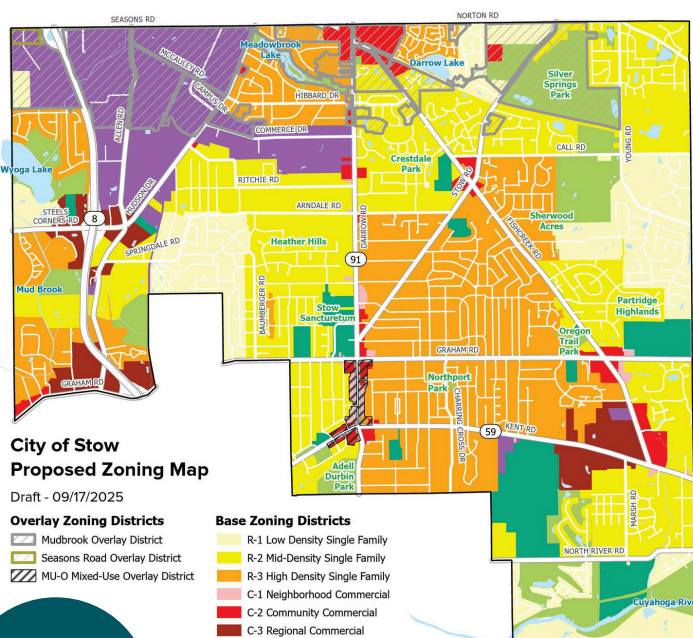 SEASONS RD
NORTON RD
MCCAULEY RD
Meadowbrook
Lake
Darrow Lake
CAMPUS DR
HIBBARD DR
Silver
Springs
Park
ALLEN RD
COMMERCE DR
YOUNG RD
CALL RD
Wyoga Lake
Crestdale
Park
RITCHIE RD
STOW RD
HUDSON DR
STEELS
CORNERS RD
8
ARNDALE RD
Sherwood
Acres
DARROW RD
FISHCREEK RD
SPRINGDALE RD
Heather Hills
91
Mud Brook
BAUMBERGER RD
Stow
Sancturetum
Partridge
Highlands
Oregon
Trail
Park
GRAHAM RD
GRAHAM RD
Northport
Park
CHARRING CROSS DR
59
KENT RD
Adell
Durbin
Park
MARSH RD
NORTH RIVER RD
Cuyahoga Rive
City of Stow
Proposed Zoning Map
Draft - 09/17/2025
Overlay Zoning Districts
Mudbrook Overlay District
Seasons Road Overlay District
MU-O Mixed-Use Overlay District
Base Zoning Districts
R-1 Low Density Single Family
R-2 Mid-Density Single Family
R-3 High Density Single Family
C-1 Neighborhood Commercial
C-2 Community Commercial
C-3 Regional Commercial